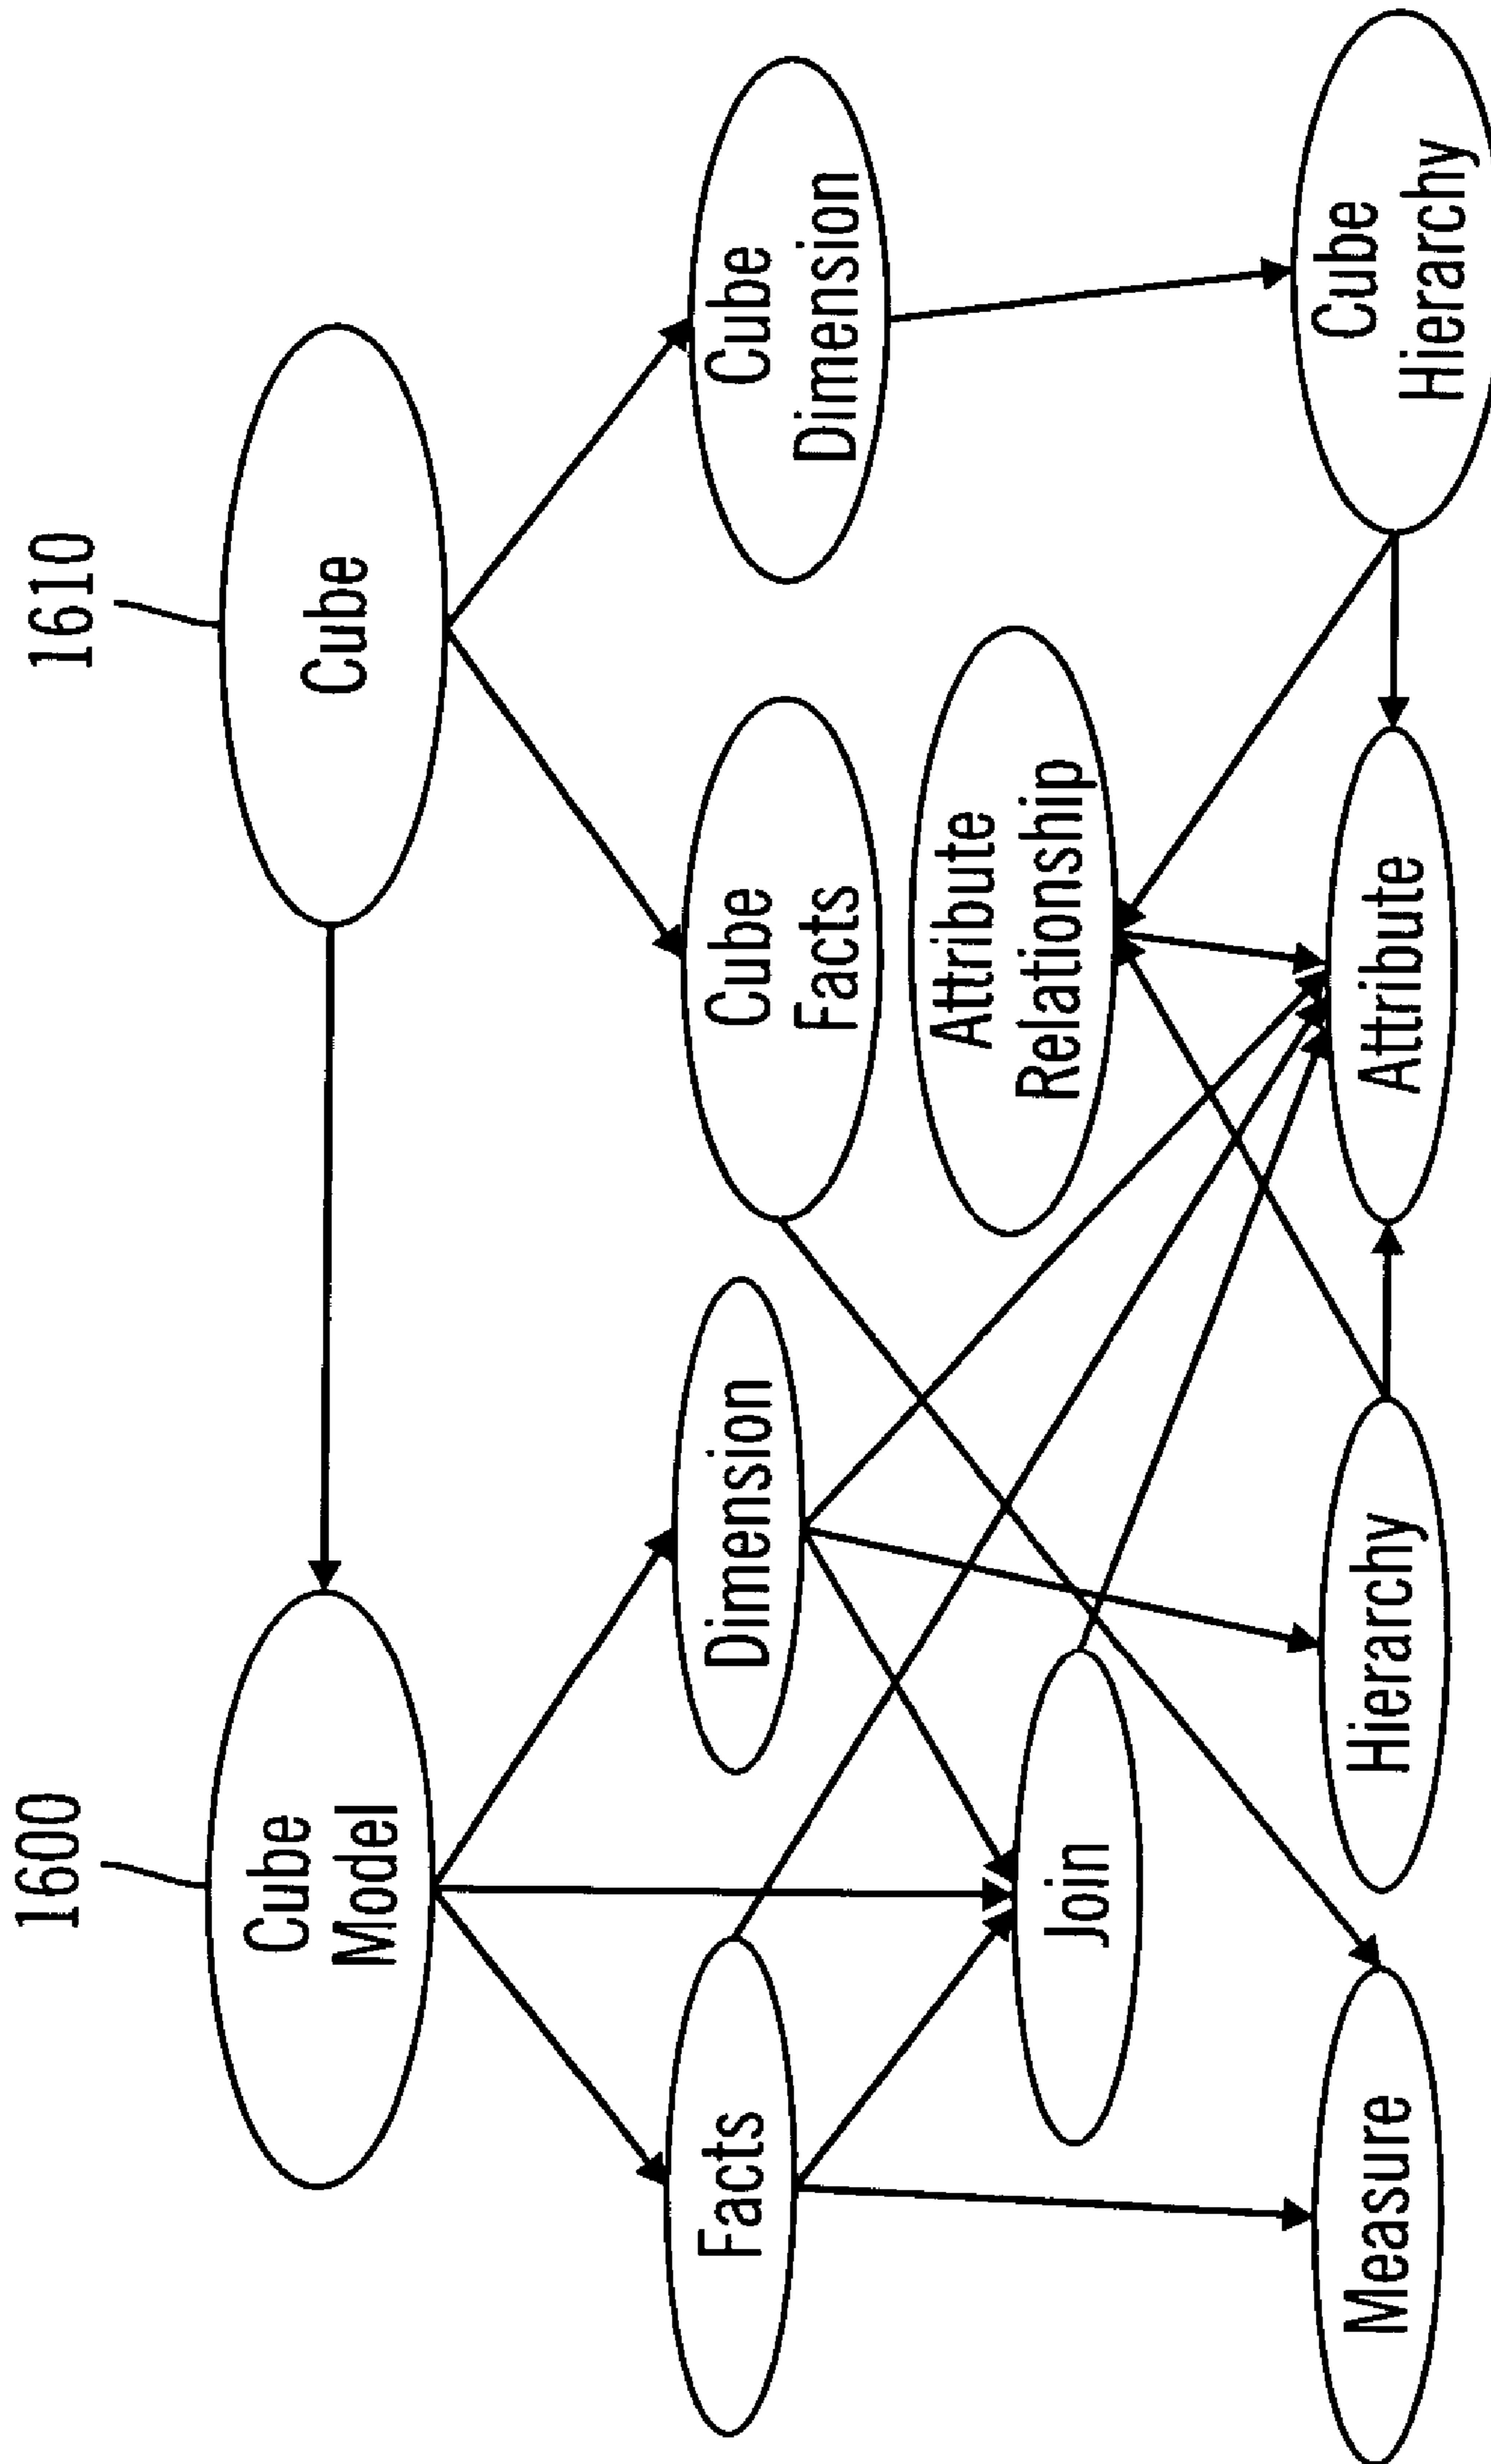 1600
1610
Cube
Model
Cube
Facts
Dimension
Cube
Facts
Cube
Dimension
Join
Attribute
Relationship
Measure
Hierarchy
Attribute
Cube
Hierarchy